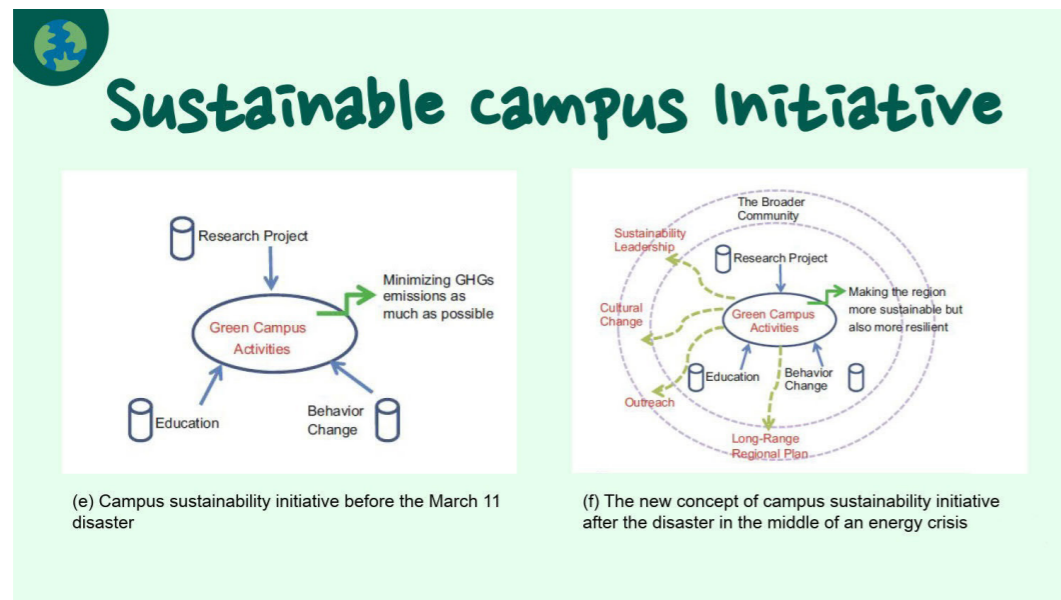 Sustainable campus Initiative
Research Project
Minimizing GHGs
emissions as
much as possible
Green Campus
Activities
Education
Behavior
Change
(e) Campus sustainability initiative before the March 11
disaster
The Broader
Community
Sustainability
Leadership
Research Project
Cultural
Change
Green Campus
Activities
Making the region
more sustainable but
also more resilient
Education
Behavior
Change
Outreach
Long-Range
Regional Plan
(f) The new concept of campus sustainability initiative
after the disaster in the middle of an energy crisis